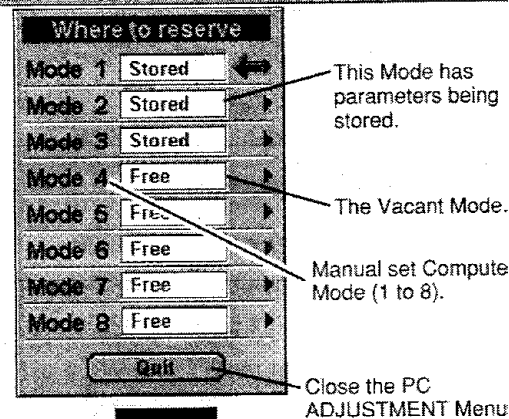 Where to reserve
Mode 1 Stored
Mode 2 Stored
Mode 3 Stored
Mode 4 Free
Mode 5 Free
Mode 6 Free
Mode 7 Free
Mode 8 Free
Quit
This Mode has
parameters being
stored.
The Vacant Mode.
Manual set Compute
Mode (1 to 8).
Close the PC
ADJUSTMENT Menu